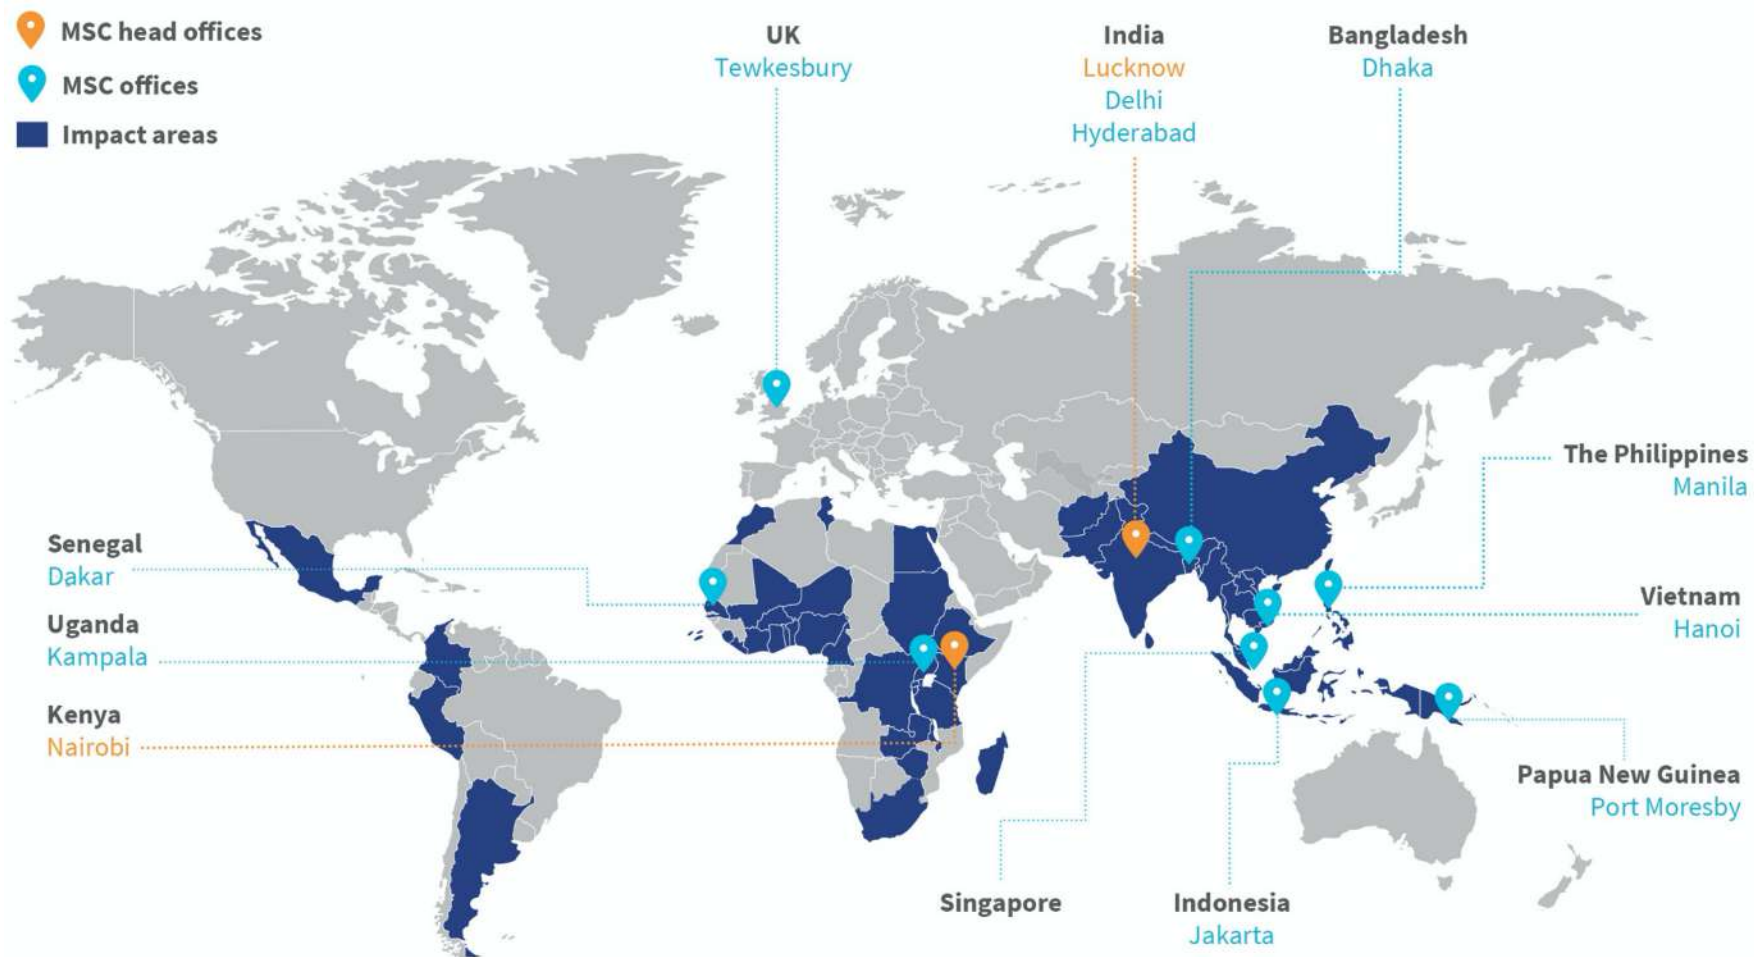 MSC head offices
MSC offices
Impact areas
UK
Tewkesbury
India
Lucknow
Delhi
Hyderabad
Bangladesh
Dhaka
The Philippines
Manila
Senegal
Dakar
Vietnam
Hanoi
Uganda
Kampala
Kenya
Nairobi
Papua New Guinea
Port Moresby
Singapore
Indonesia
Jakarta